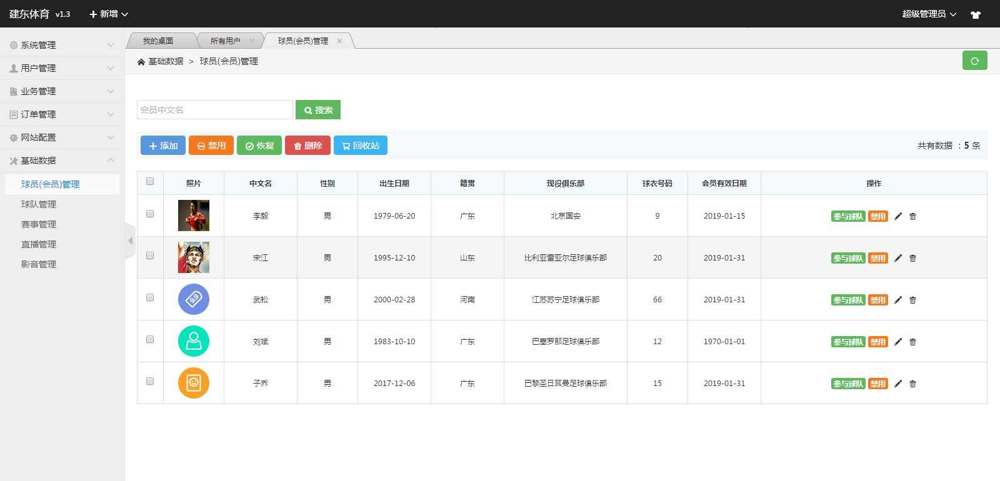 建东体育 v1.3 新增 超级管理员
系统管理
用户管理
业务管理
订单管理
网站配置
基础数据
球员(会员)管理
球队管理
赛事管理
直播管理
影音管理
我的桌面 所有用户 球员(会员)管理
基础数据 > 球员(会员)管理
会员中文名 搜索
添加 禁用 恢复 删除 回收站 共有数据 : 5 条
照片 中文名 性别 出生日期 籍贯 现役俱乐部 球衣号码 会员有效日期 操作
李毅 男 1979-06-20 广东 北京国安 9 2019-01-15 参与球队 禁用
宋江 男 1995-12-10 山东 比利亚雷亚尔足球俱乐部 20 2019-01-31 参与球队 禁用
9.9 武松 男 2000-02-28 河南 江苏苏宁足球俱乐部 66 2019-01-31 参与球队 禁用
刘斌 男 1983-10-10 广东 巴塞罗那足球俱乐部 12 1970-01-01 参与球队 禁用
子乔 男 2017-12-06 广东 巴黎圣日耳曼足球俱乐部 15 2019-01-31 参与球队 禁用